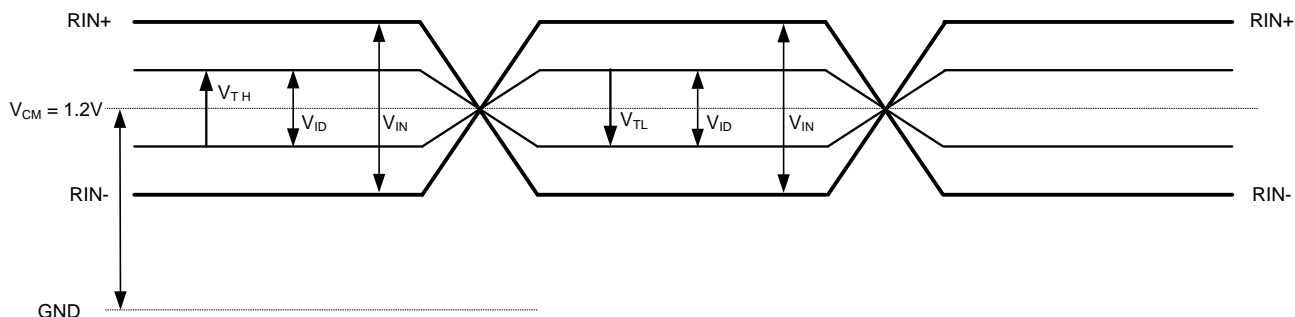 RIN+ RIN+
VTH
VCM = 1.2V
VID VIN VTL VID VIN
RIN- RIN-
GND